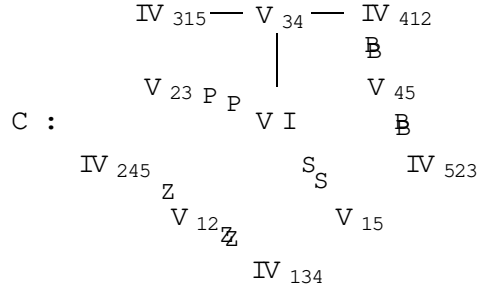 IV 315 — V 34 — IV 412
B B
V 23 P P V 45
C : V I B B
IV 245 S S IV 523
Z
V 12 Z Z V 15
IV 134